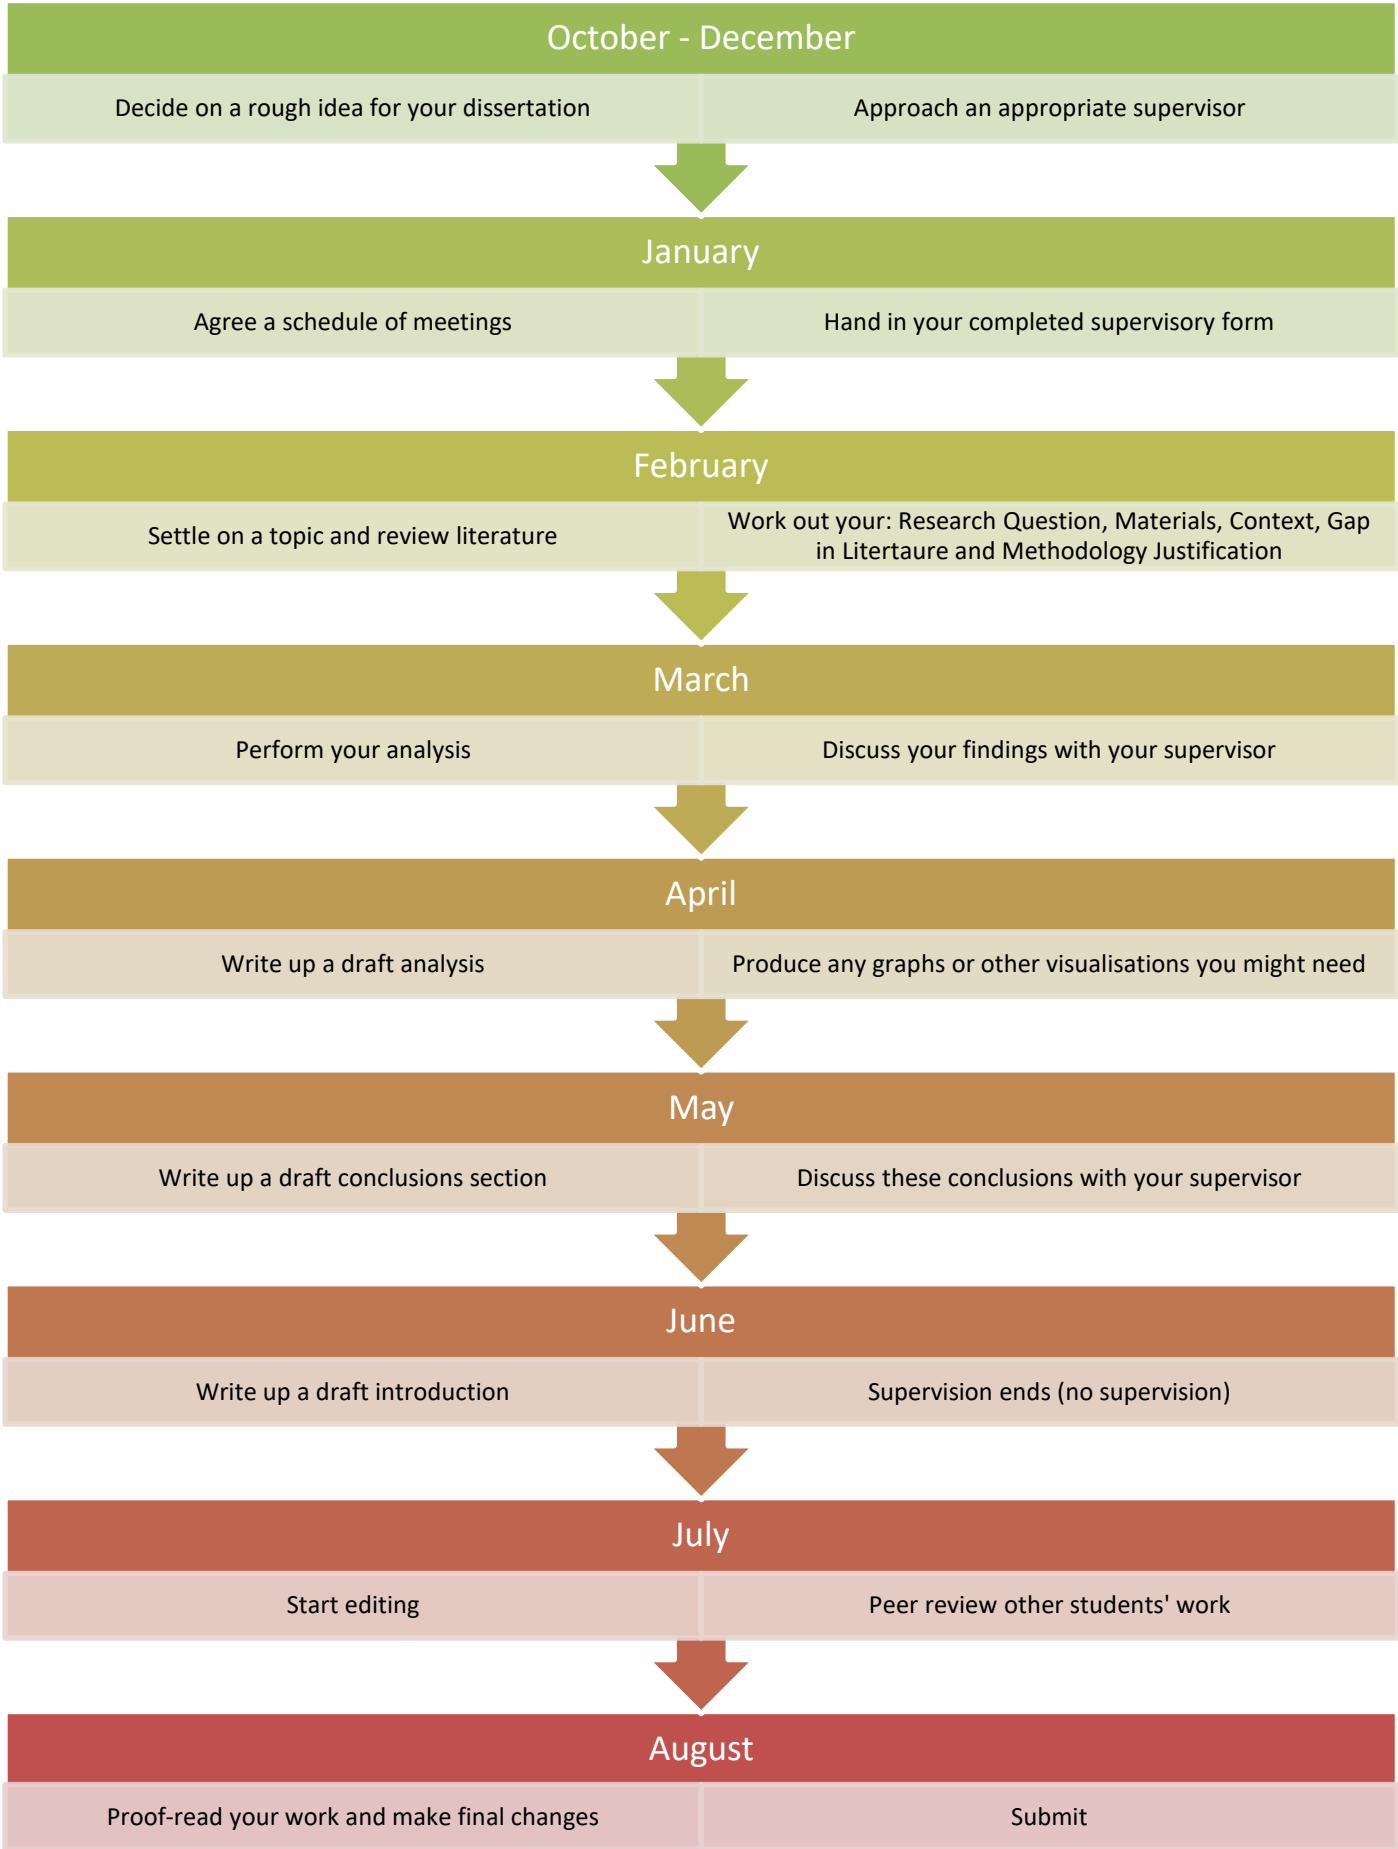 October - December
Decide on a rough idea for your dissertation
Approach an appropriate supervisor
January
Agree a schedule of meetings
Hand in your completed supervisory form
February
Settle on a topic and review literature
Work out your: Research Question, Materials, Context, Gap
in Litertaure and Methodology Justification
March
Perform your analysis
Discuss your findings with your supervisor
April
Write up a draft analysis
Produce any graphs or other visualisations you might need
May
Write up a draft conclusions section
Discuss these conclusions with your supervisor
June
Write up a draft introduction
Supervision ends (no supervision)
July
Start editing
Peer review other students' work
August
Proof-read your work and make final changes
Submit